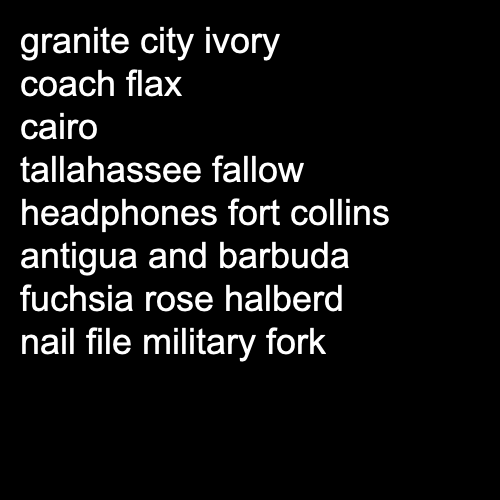 granite city ivory
coach flax
cairo
tallahassee fallow
headphones fort collins
antigua and barbuda
fuchsia rose halberd
nail file military fork